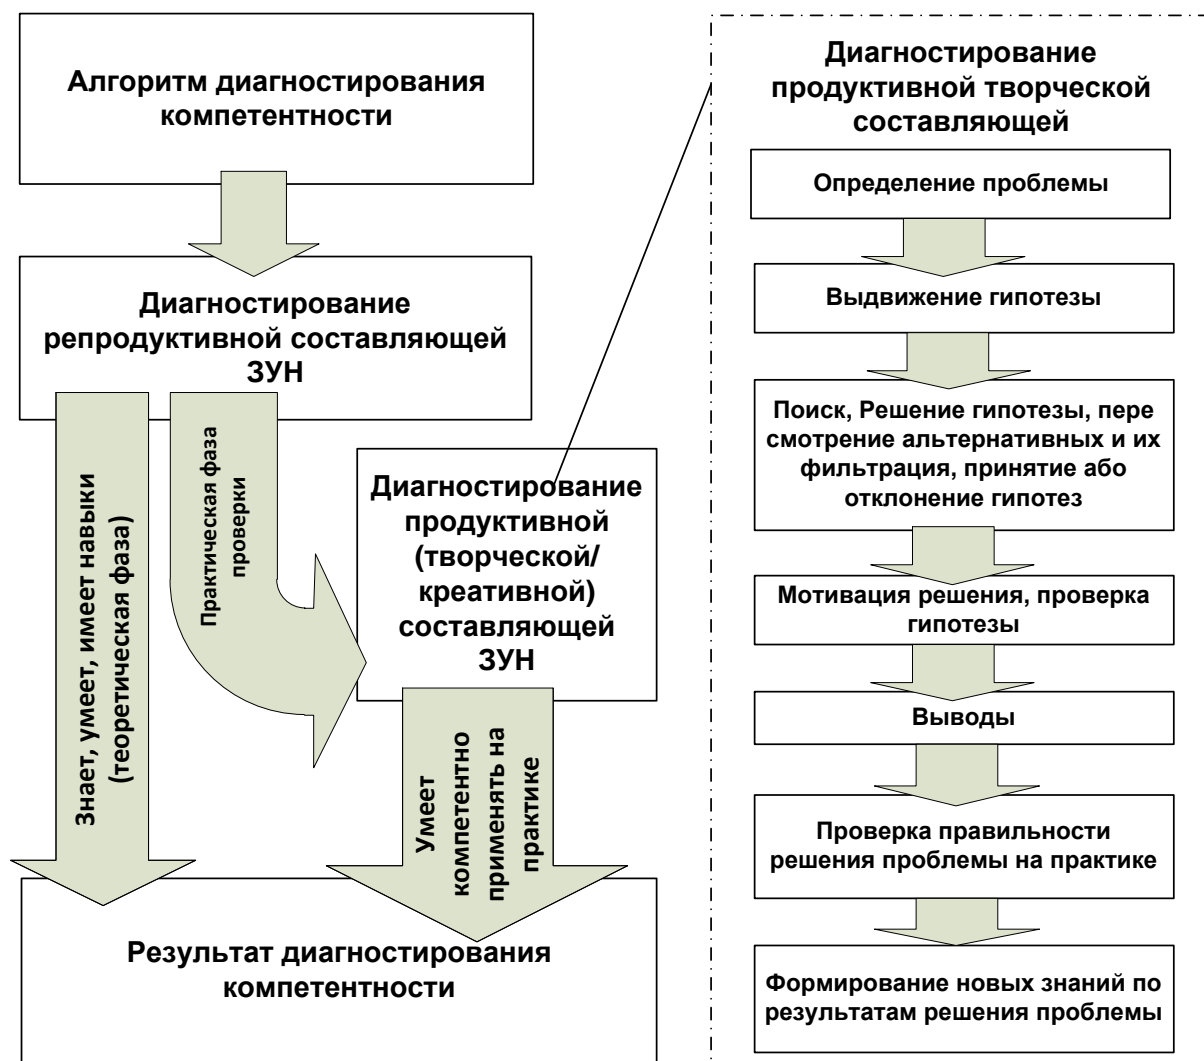 Алгоритм диагностирования
компетентности
Диагностирование
репродуктивной составляющей
ЗУН
Знает, умеет, имеет навыки
(теоретическая фаза)
Практическая фаза
проверки
Диагностирование
продуктивной
(творческой/
креативной)
составляющей
ЗУН
Умеет
компетентно
применять на
практике
Результат диагностирования
компетентности
Диагностирование
продуктивной творческой
составляющей
Определение проблемы
Выдвижение гипотезы
Поиск, Решение гипотезы, пере
смотрение альтернативных и их
фильтрация, принятие або
отклонение гипотез
Мотивация решения, проверка
гипотезы
Выводы
Проверка правильности
решения проблемы на практике
Формирование новых знаний по
результатам решения проблемы